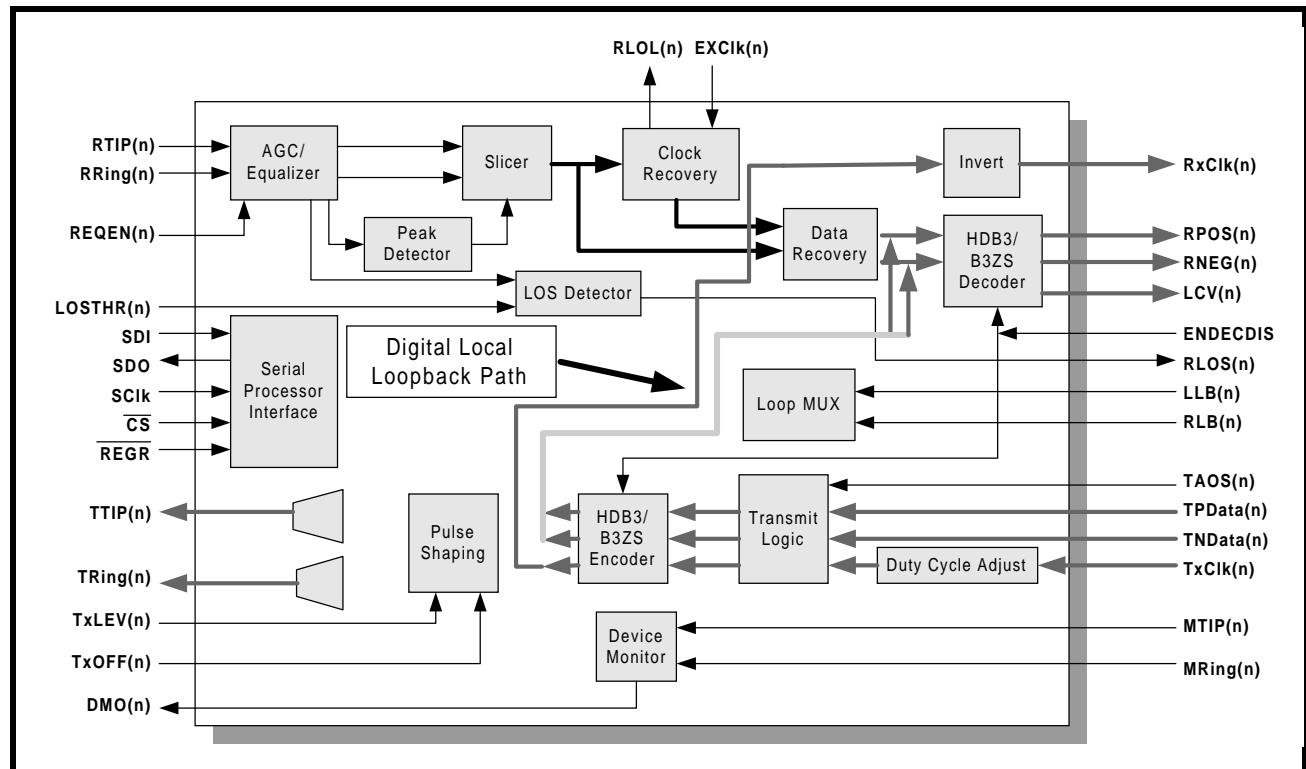 RLOL(n) EXClk(n)
RTIP(n)
RRing(n)
REQEN(n)
LOSTHR(n)
SDI
SDO
SClk
CS
REGR
TTIP(n)
TRing(n)
TxLEV(n)
TxOFF(n)
DMO(n)
AGC/
Equalizer
Slicer
Clock
Recovery
Invert
Peak
Detector
Data
Recovery
HDB3/
B3ZS
Decoder
LOS Detector
Serial
Processor
Interface
Digital Local
Loopback Path
Loop MUX
Pulse
Shaping
HDB3/
B3ZS
Encoder
Transmit
Logic
Duty Cycle Adjust
Device
Monitor
RxClk(n)
RPOS(n)
RNEG(n)
LCV(n)
ENDECDIS
RLOS(n)
LLB(n)
RLB(n)
TAOS(n)
TPData(n)
TNData(n)
TxClk(n)
MTIP(n)
MRing(n)